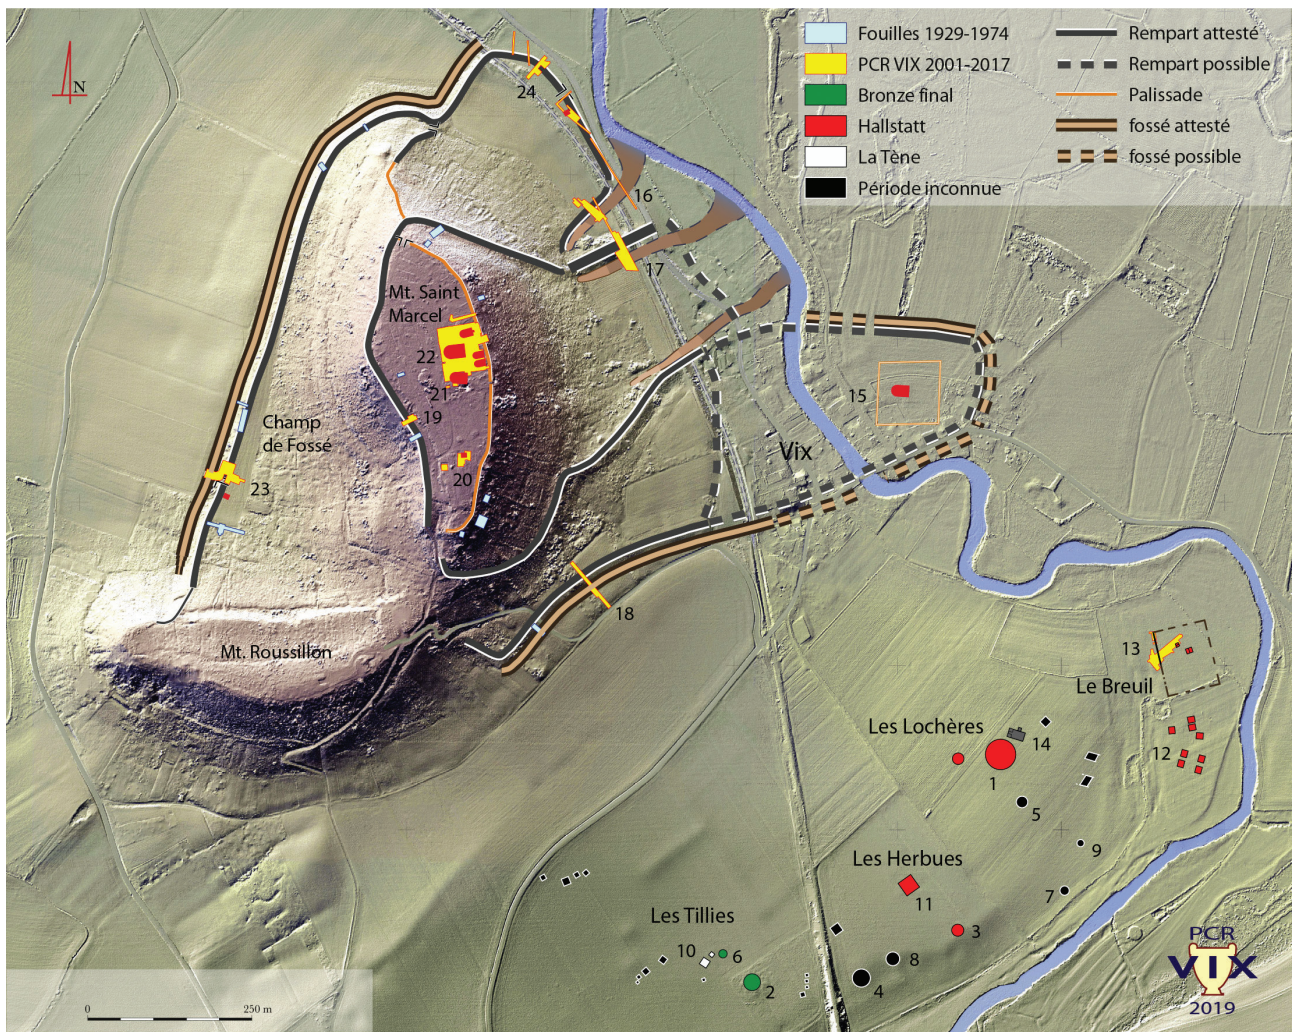 Fouilles 1929-1974
PCR VIX 2001-2017
Bronze final
Hallstatt
La Tène
Période inconnue
Rempart attesté
Rempart possible
Palissade
fossé attesté
fossé possible
N
24
16
17
Mt. Saint
Marcel
22
21
19
20
15
Champ
de Fossé
Vix
23
18
Mt. Roussillon
13
Le Breuil
Les Lochères
14
12
1
5
9
Les Herbues
7
11
Les Tillies
3
10
6
8
2
4
0
250 m
PCR
VIX
2019